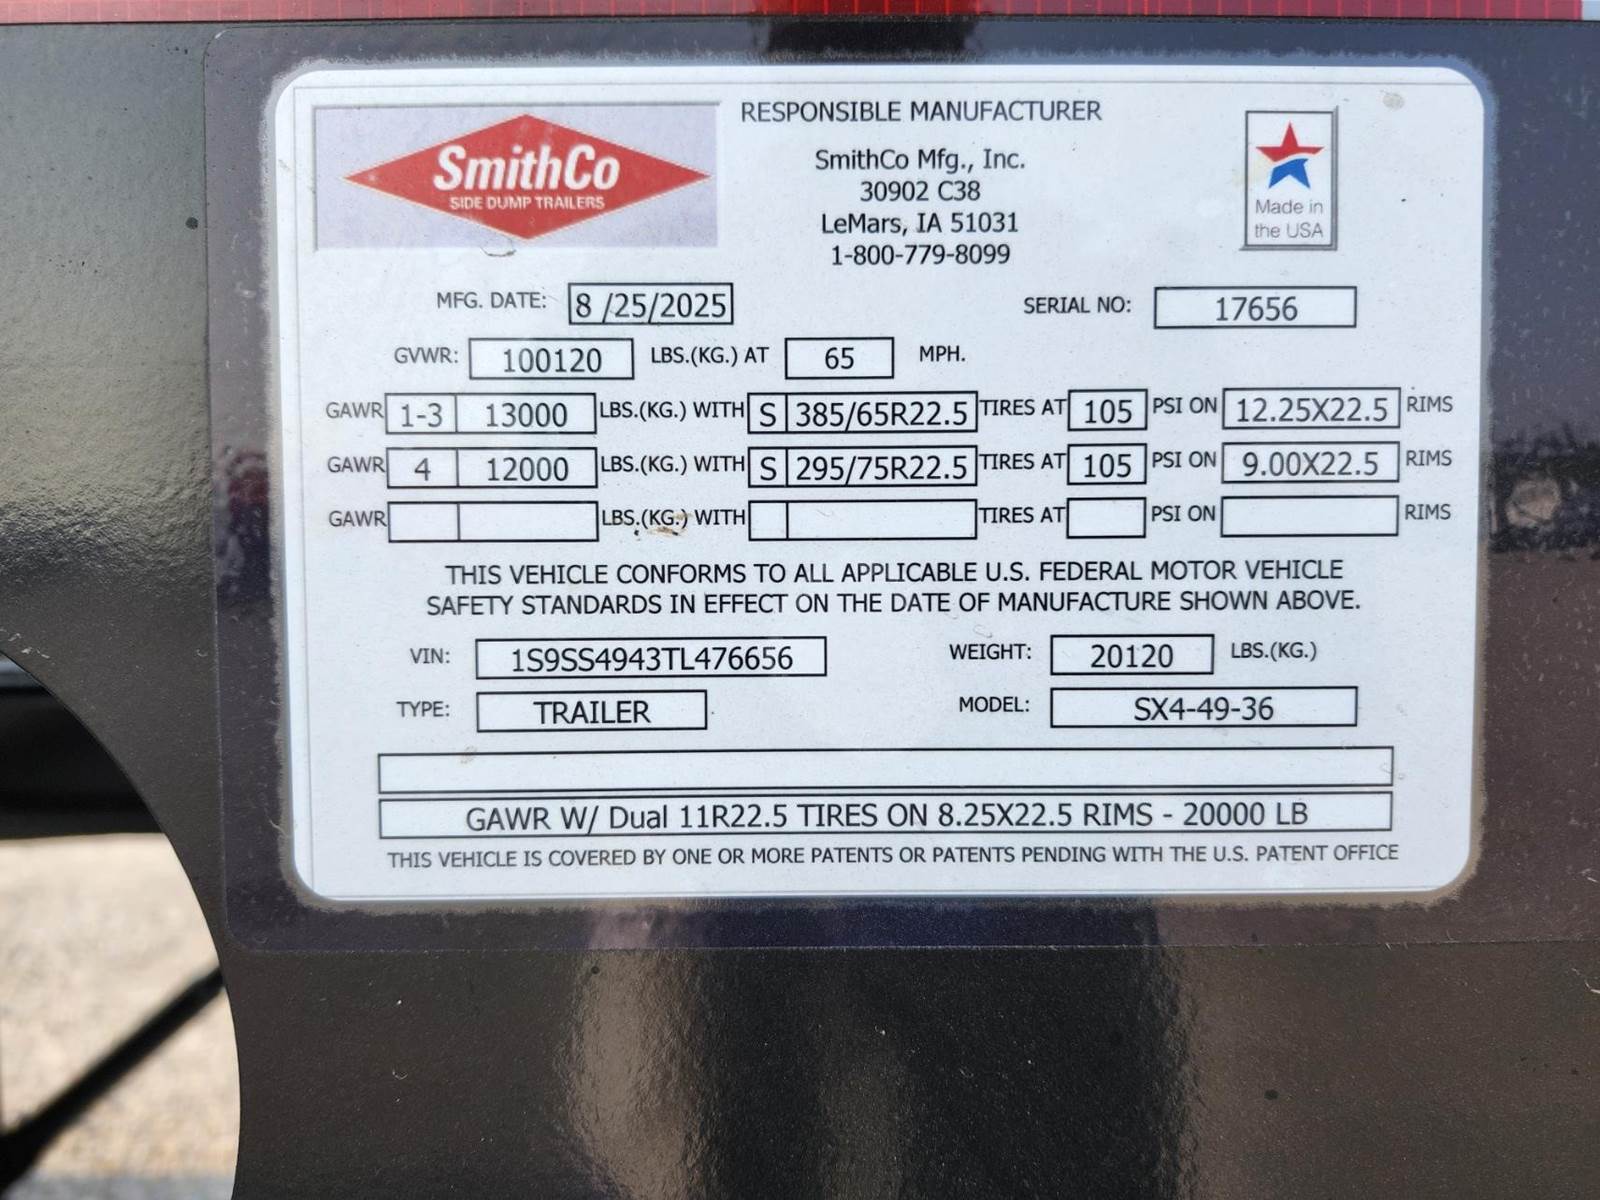 SmithCo
SIDE DUMP TRAILERS
RESPONSIBLE MANUFACTURER
SmithCo Mfg., Inc.
30902 C38
LeMars, IA 51031
1-800-779-8099
Made in
the USA
MFG. DATE: 8 /25/2025 SERIAL NO: 17656
GVWR: 100120 LBS.(KG.) AT 65 MPH.
GAWR 1-3 13000 LBS.(KG.) WITH S 385/65R22.5 TIRES AT 105 PSI ON 12.25X22.5 RIMS
GAWR 4 12000 LBS.(KG.) WITH S 295/75R22.5 TIRES AT 105 PSI ON 9.00X22.5 RIMS
GAWR LBS.(KG.) WITH TIRES AT PSI ON RIMS
THIS VEHICLE CONFORMS TO ALL APPLICABLE U.S. FEDERAL MOTOR VEHICLE
SAFETY STANDARDS IN EFFECT ON THE DATE OF MANUFACTURE SHOWN ABOVE.
VIN: 1S9SS4943TL476656 WEIGHT: 20120 LBS.(KG.)
TYPE: TRAILER MODEL: SX4-49-36
GAWR W/ Dual 11R22.5 TIRES ON 8.25X22.5 RIMS - 20000 LB
THIS VEHICLE IS COVERED BY ONE OR MORE PATENTS OR PATENTS PENDING WITH THE U.S. PATENT OFFICE